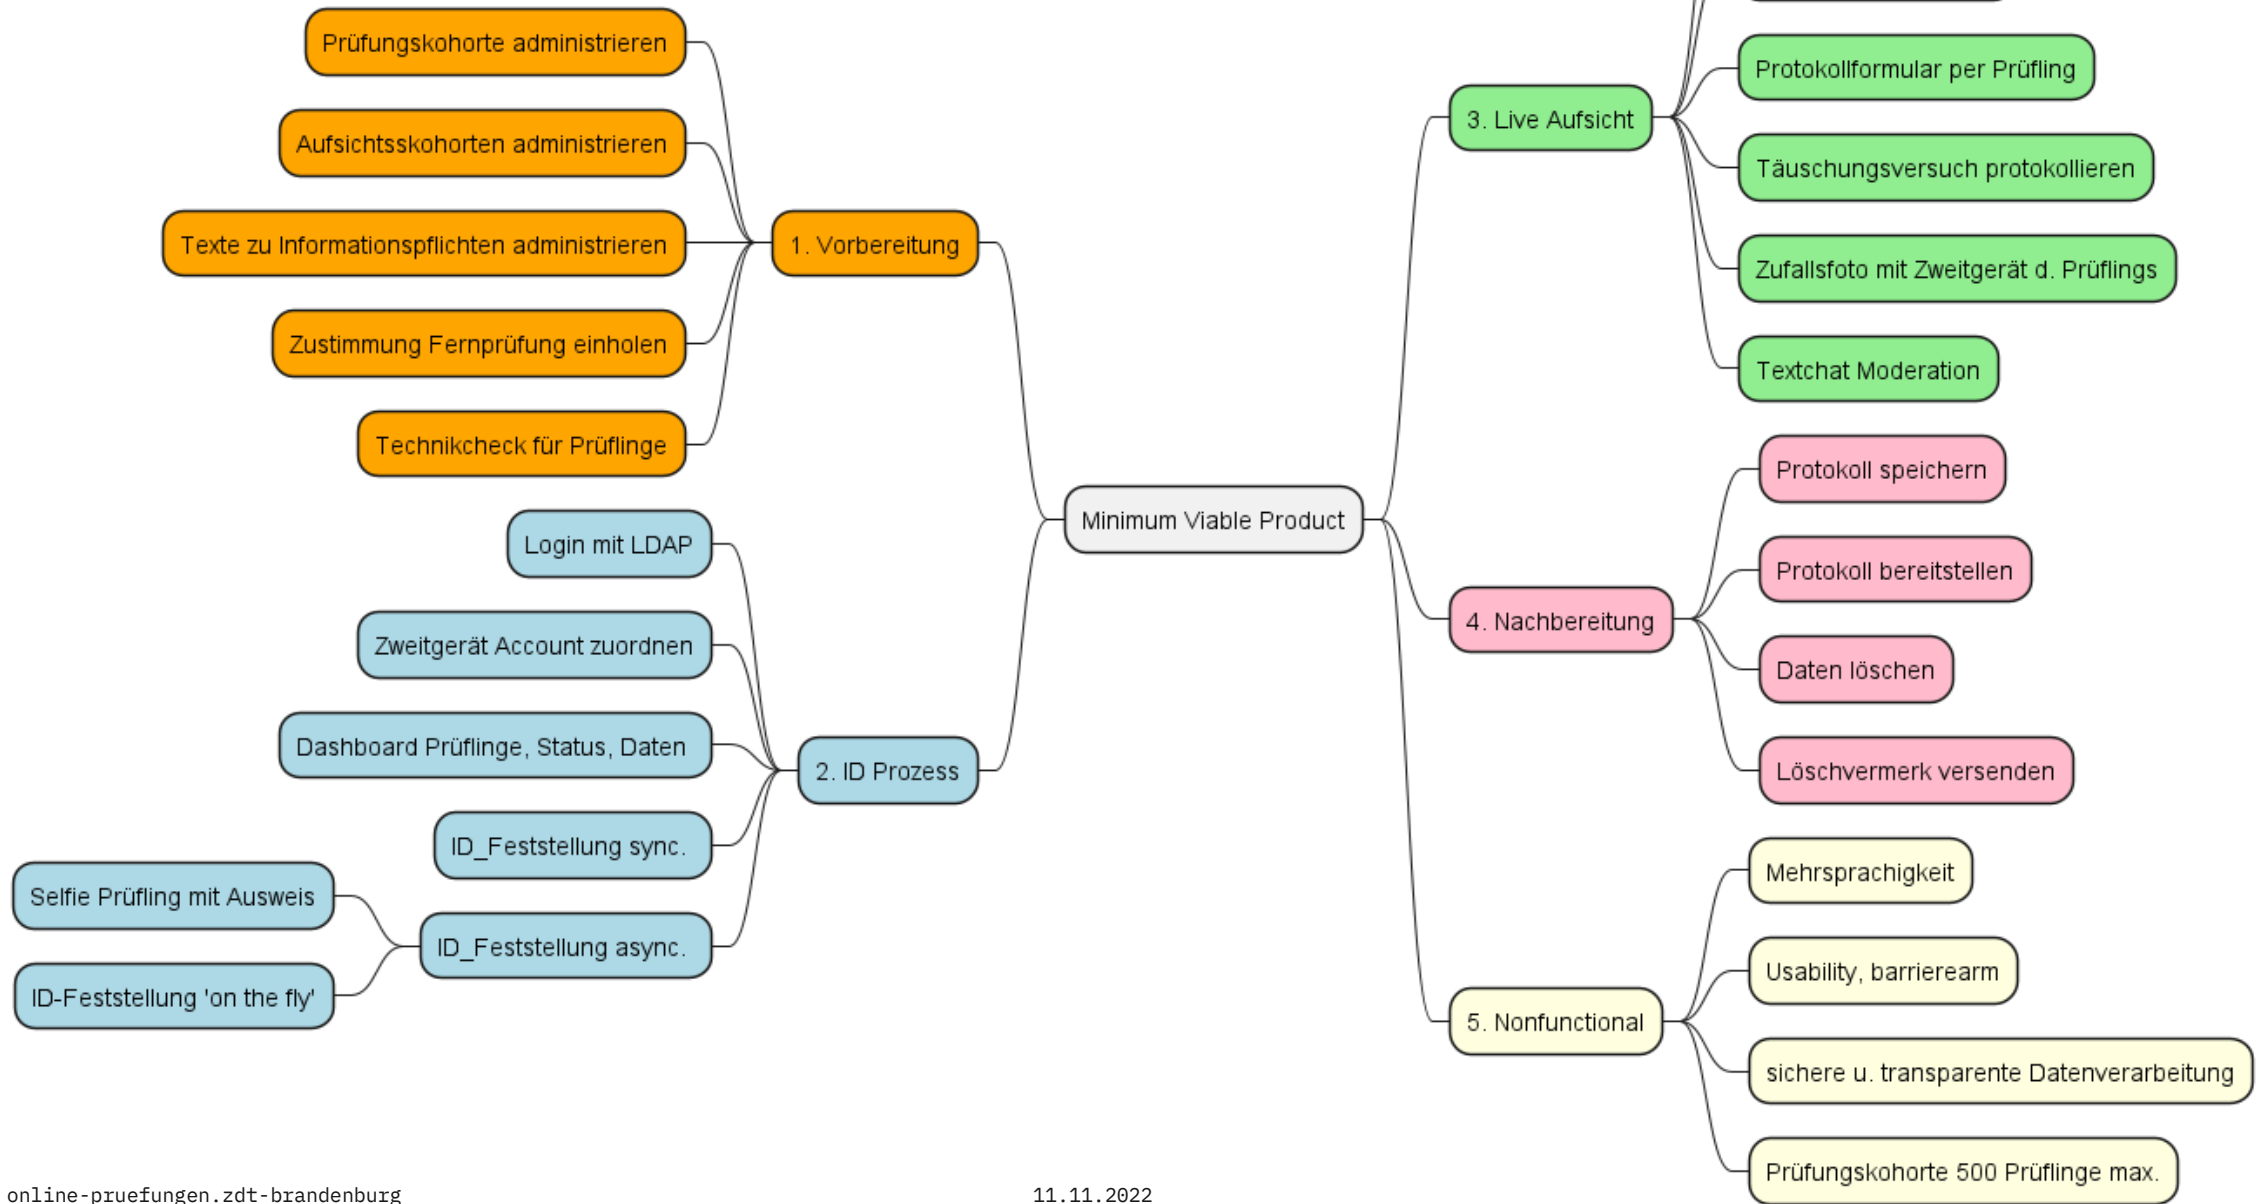 Prüfungskohorte administrieren
Aufsichtsskohorten administrieren
Texte zu Informationspflichten administrieren
Zustimmung Fernprüfung einholen
Technikcheck für Prüflinge
1. Vorbereitung
Login mit LDAP
Zweitgerät Account zuordnen
Dashboard Prüflinge, Status, Daten
ID_Feststellung sync.
ID_Feststellung async.
Selfie Prüfling mit Ausweis
ID-Feststellung 'on the fly'
2. ID Prozess
Minimum Viable Product
3. Live Aufsicht
Protokollformular per Prüfling
Täuschungsversuch protokollieren
Zufallsfoto mit Zweitgerät d. Prüflings
Textchat Moderation
4. Nachbereitung
Protokoll speichern
Protokoll bereitstellen
Daten löschen
Löschvermerk versenden
5. Nonfunctional
Mehrsprachigkeit
Usability, barrierearm
sichere u. transparente Datenverarbeitung
Prüfungskohorte 500 Prüflinge max.
online-pruefungen.zdt-brandenburg
11.11.2022